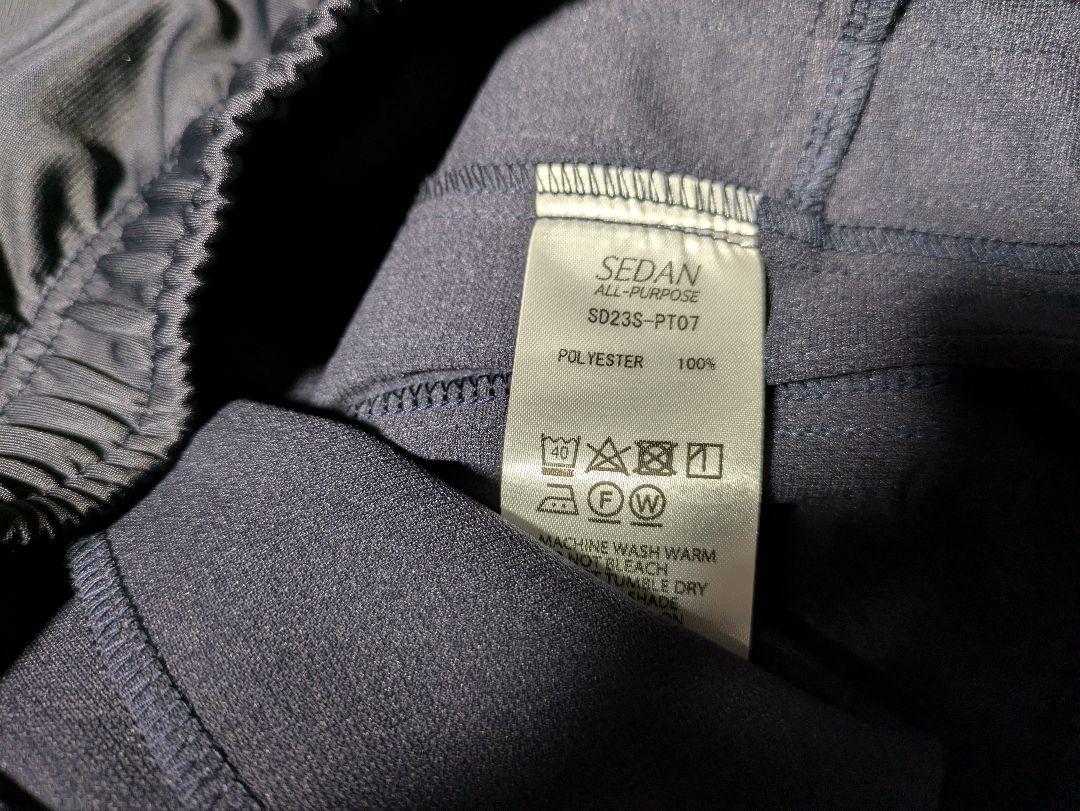 SEDAN
ALL-PURPOSE
SD23S-PT07
POLYESTER 100%
40
F W
MACHINE WASH WARM
NOT BLEACH
TUMBLE DRY
SHADE